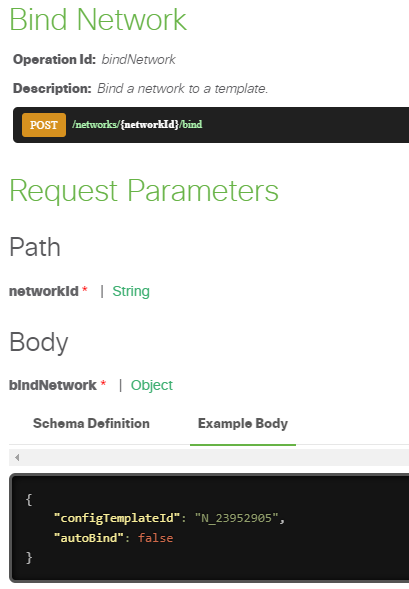 Bind Network
Operation Id: bindNetwork
Description: Bind a network to a template.
POST /networks/{networkId}/bind
Request Parameters
Path
networkId * | String
Body
bindNetwork * | Object
Schema Definition Example Body
{
"configTemplateId": "N_23952905",
"autoBind": false
}